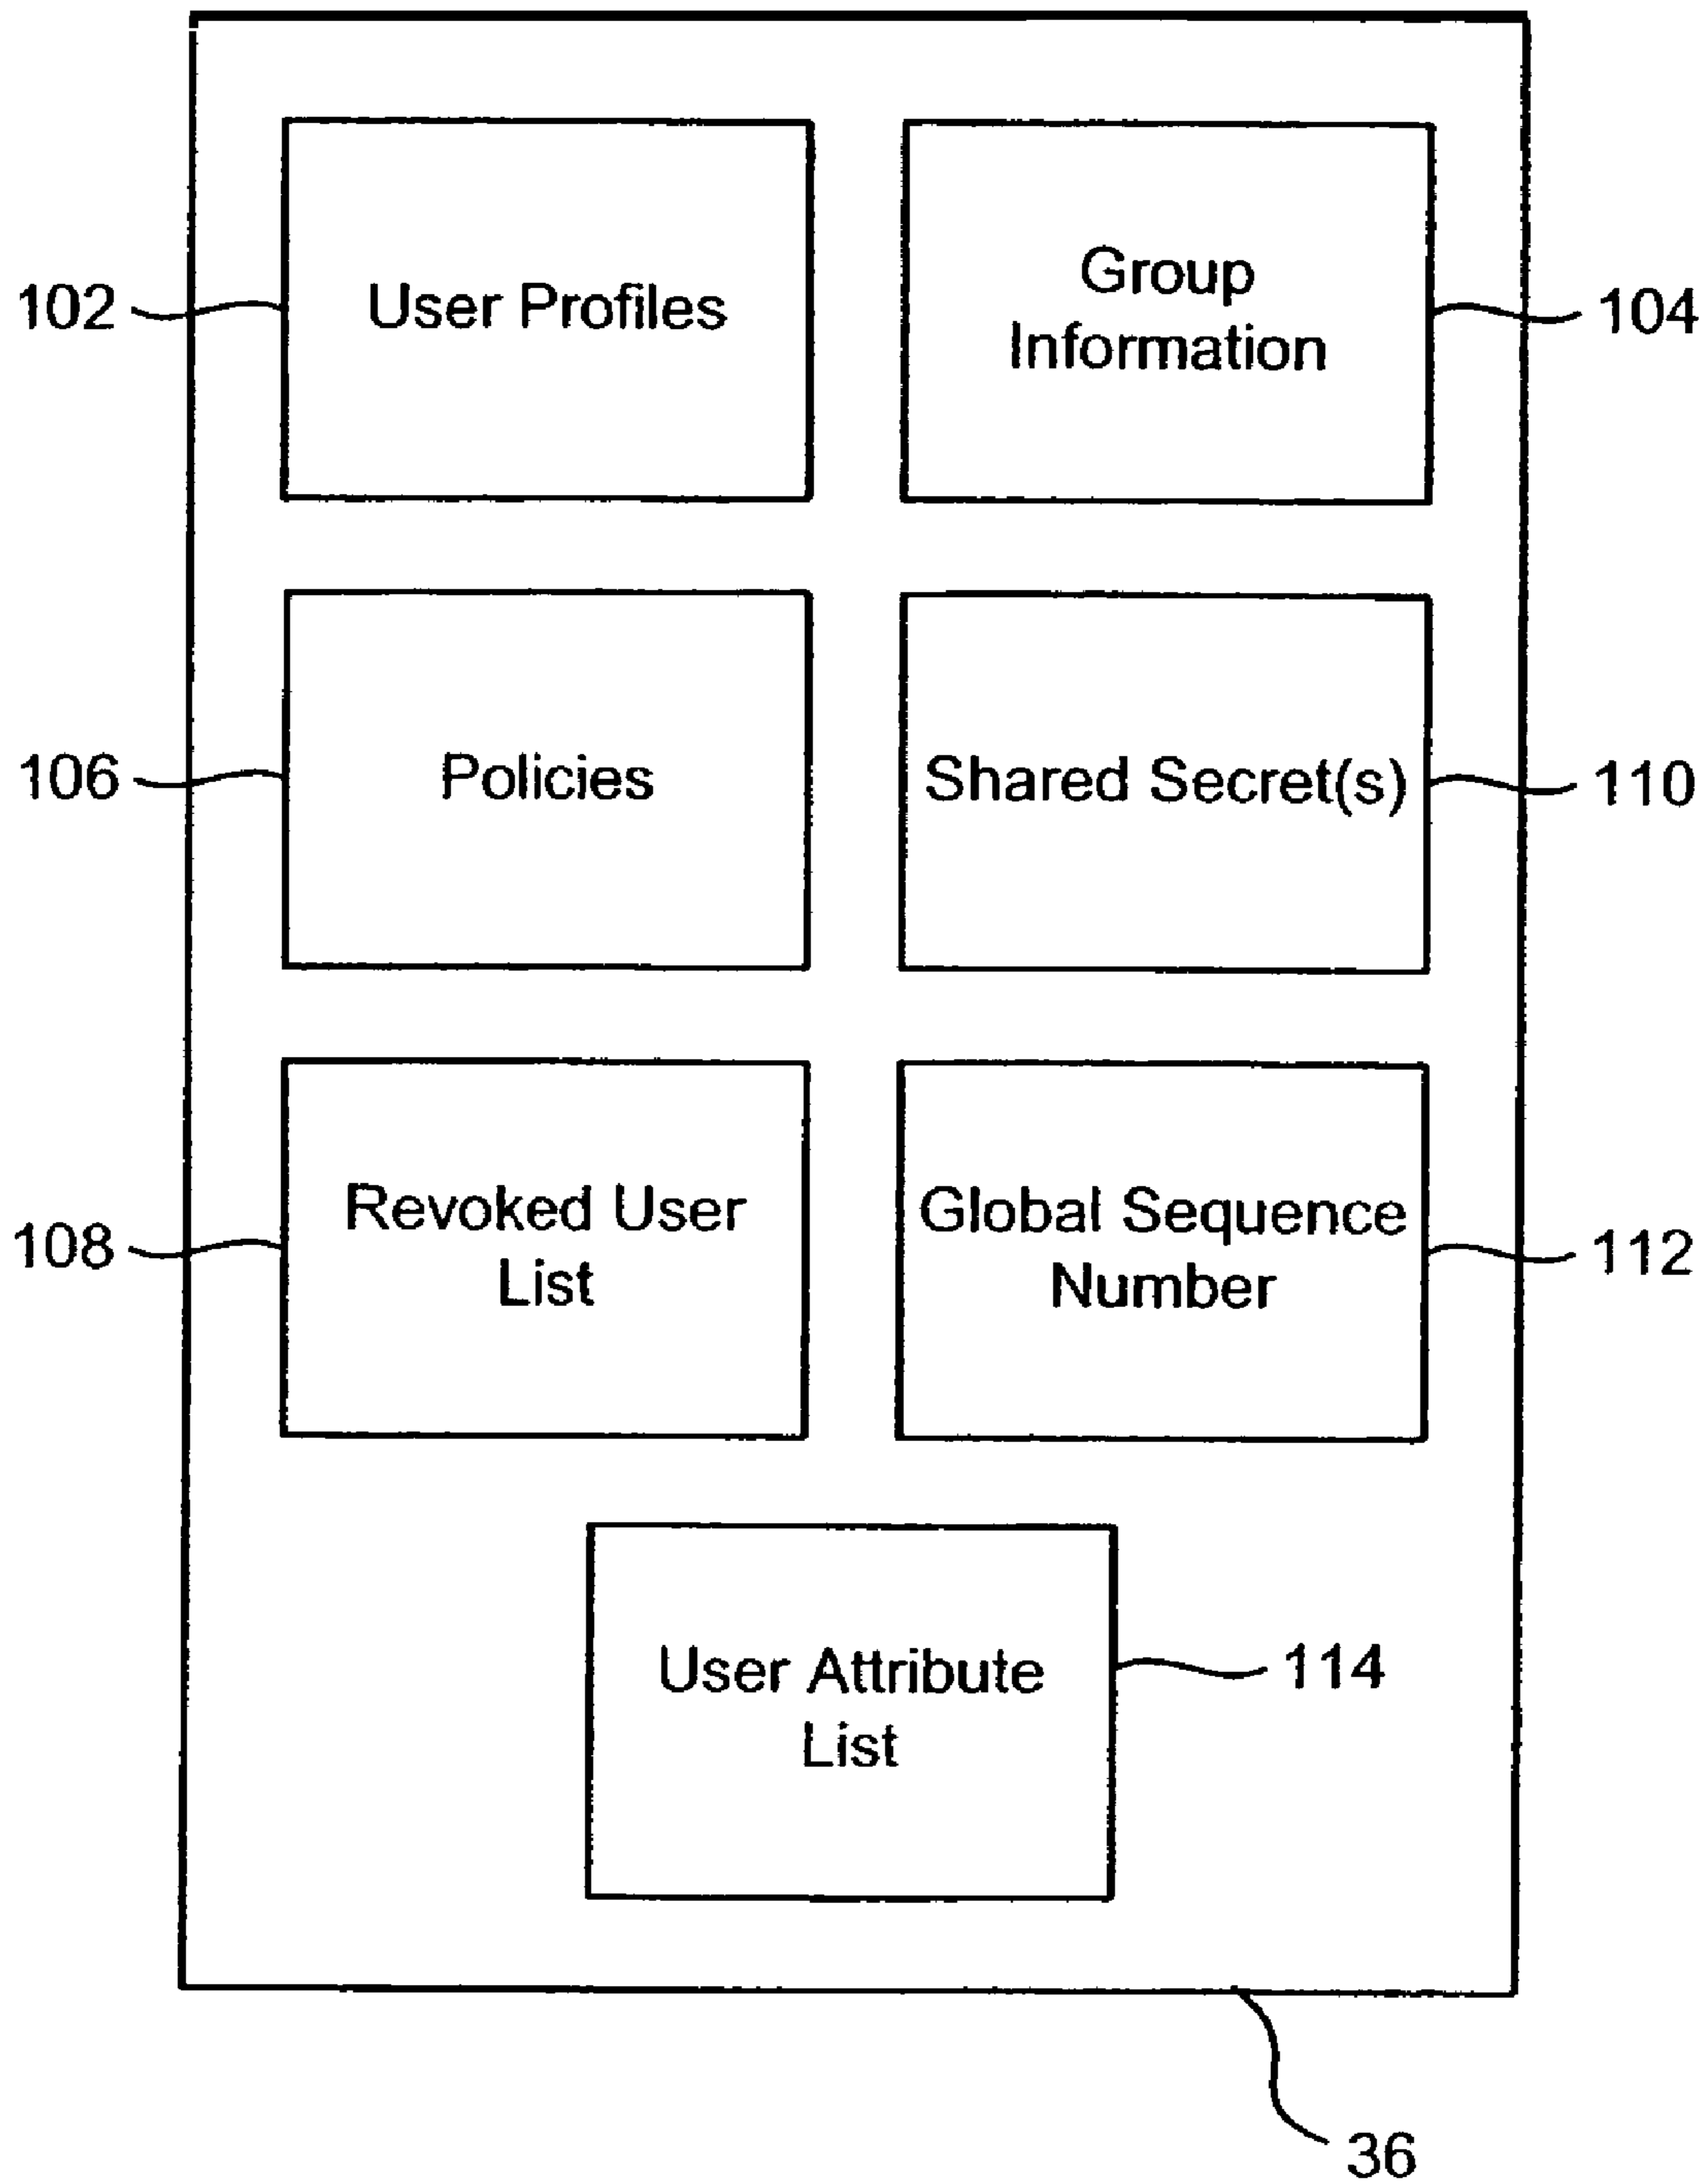 102
User Profiles
Group
Information
104
106
Policies
Shared Secret(s)
110
108
Revoked User
List
Global Sequence
Number
112
User Attribute
List
114
36